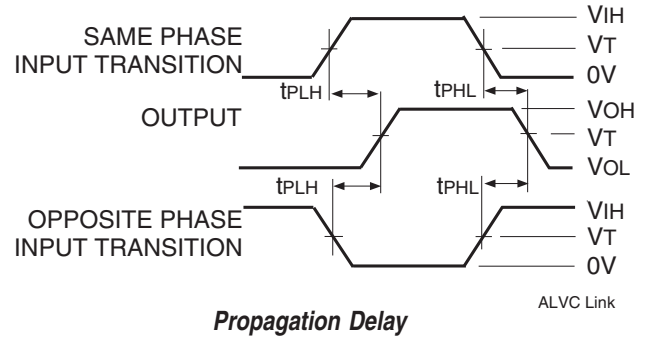 SAME PHASE
INPUT TRANSITION
VIH
VT
0V
tPLH
tPHL
OUTPUT
VOH
VT
VOL
tPLH
tPHL
OPPOSITE PHASE
INPUT TRANSITION
VIH
VT
0V
ALVC Link
Propagation Delay